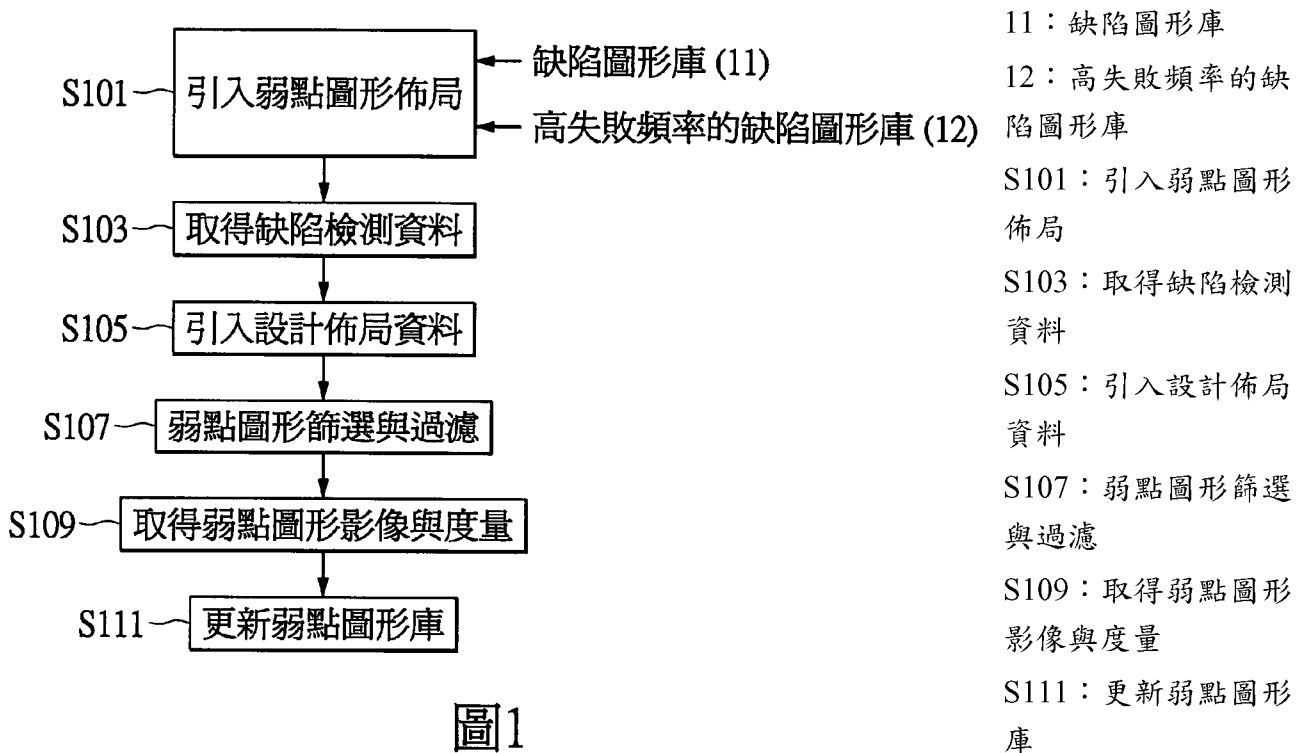 S101
引入弱點圖形佈局
缺陷圖形庫 (11)
高失敗頻率的缺陷圖形庫 (12)
S103
取得缺陷檢測資料
S105
引入設計佈局資料
S107
弱點圖形篩選與過濾
S109
取得弱點圖形影像與度量
S111
更新弱點圖形庫
圖1
11：缺陷圖形庫
12：高失敗頻率的缺
陷圖形庫
S101：引入弱點圖形
佈局
S103：取得缺陷檢測
資料
S105：引入設計佈局
資料
S107：弱點圖形篩選
與過濾
S109：取得弱點圖形
影像與度量
S111：更新弱點圖形
庫